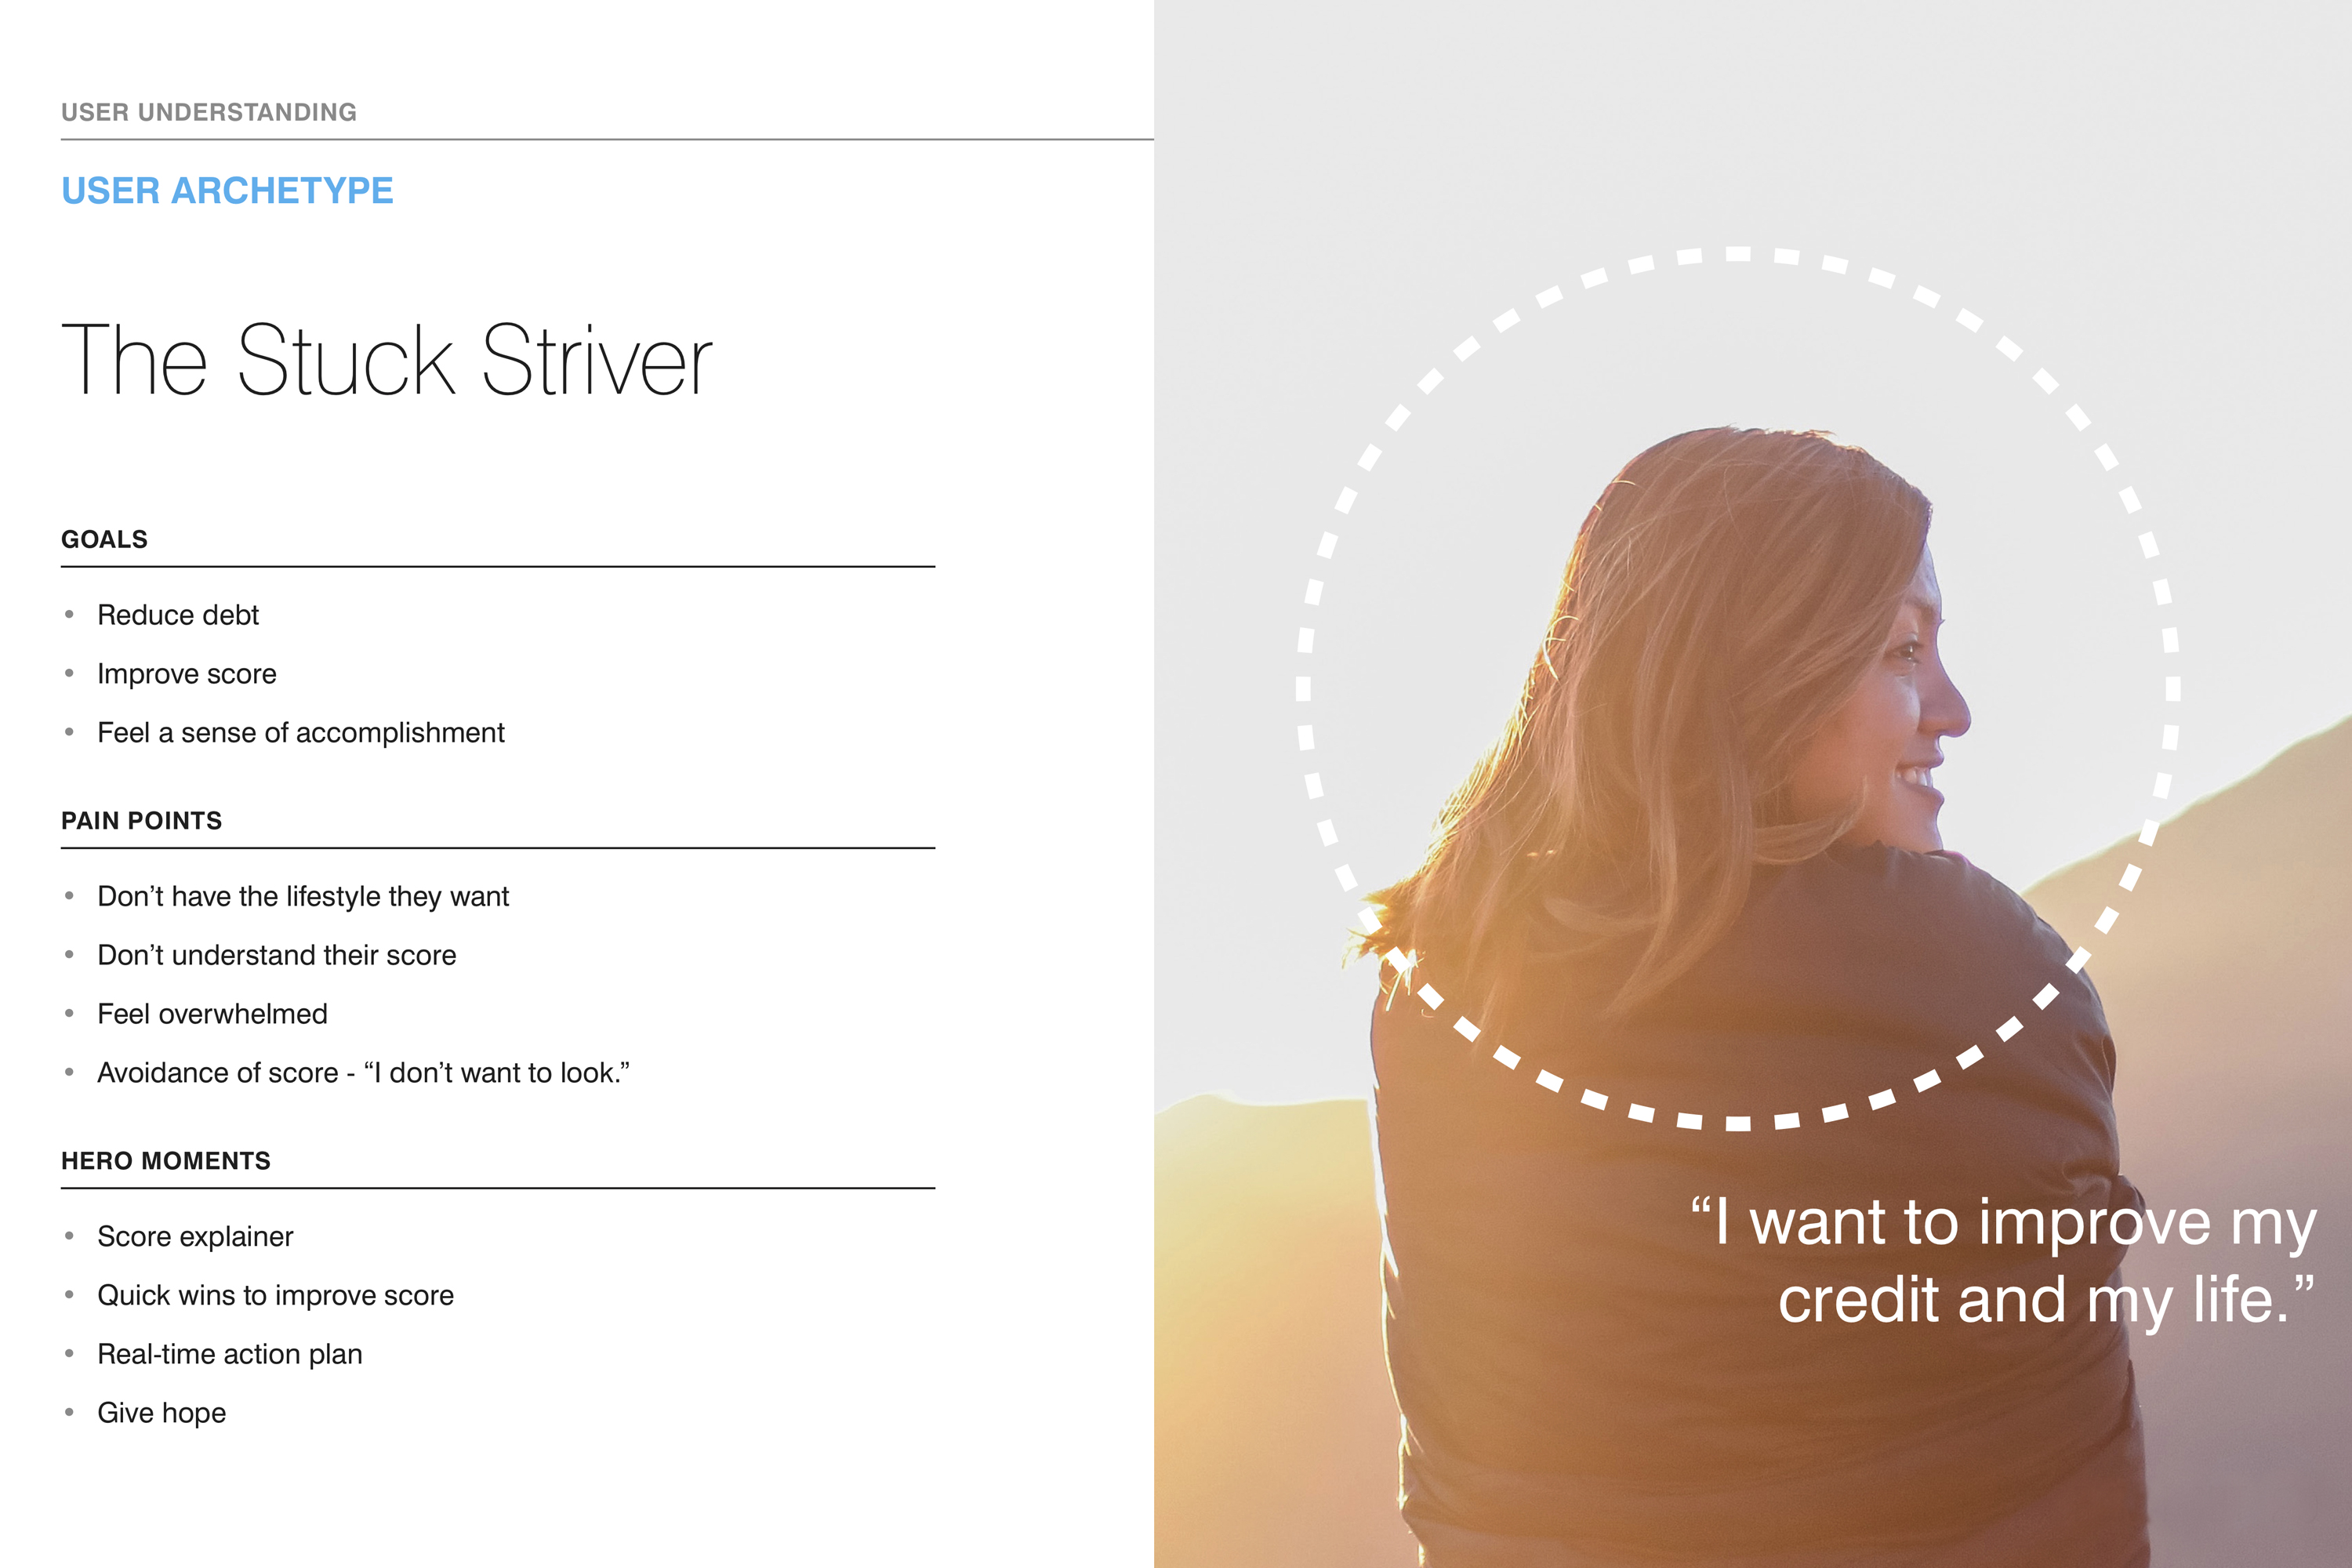 USER UNDERSTANDING
USER ARCHETYPE
The Stuck Striver
GOALS
• Reduce debt
• Improve score
• Feel a sense of accomplishment
PAIN POINTS
• Don’t have the lifestyle they want
• Don’t understand their score
• Feel overwhelmed
• Avoidance of score - “I don’t want to look.”
HERO MOMENTS
• Score explainer
• Quick wins to improve score
• Real-time action plan
• Give hope
“I want to improve my
credit and my life.”